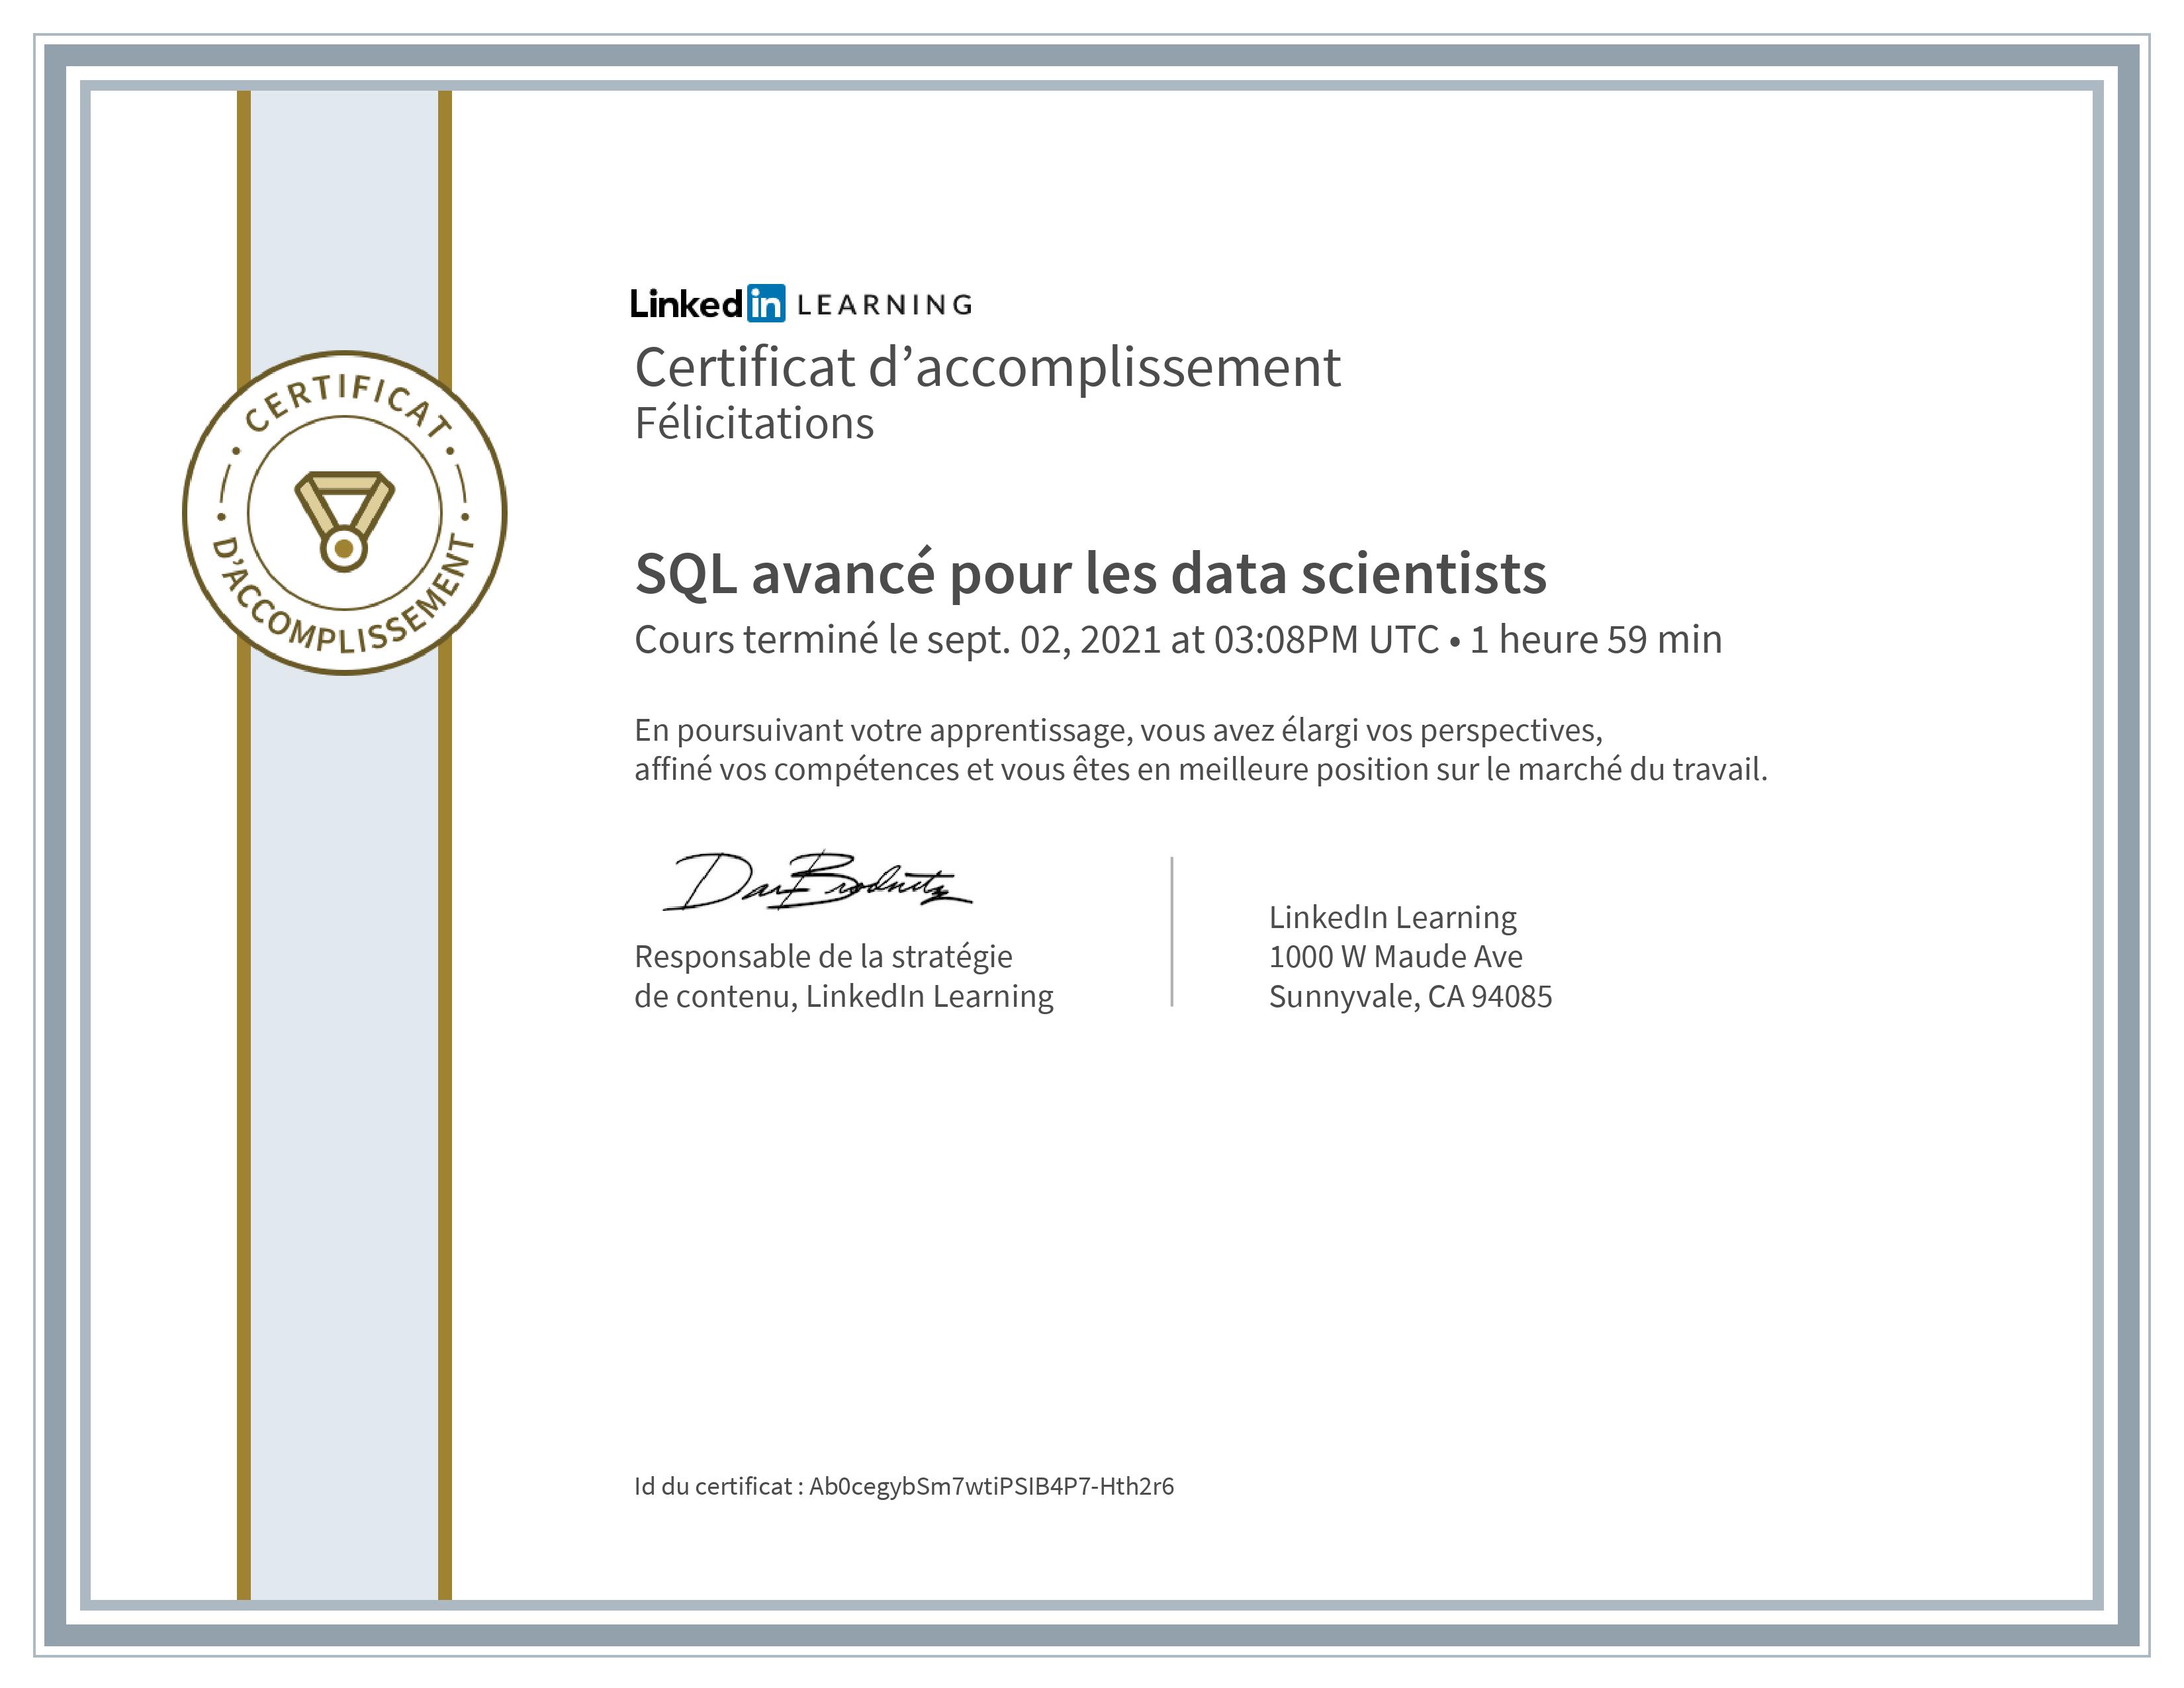 LinkedIn LEARNING
Certificat d’accomplissement
Félicitations
CERTIFICAT
D’ACCOMPLISSEMENT
SQL avancé pour les data scientists
Cours terminé le sept. 02, 2021 at 03:08PM UTC • 1 heure 59 min
En poursuivant votre apprentissage, vous avez élargi vos perspectives,
affiné vos compétences et vous êtes en meilleure position sur le marché du travail.
Dan Brodnitz
Responsable de la stratégie
de contenu, LinkedIn Learning
LinkedIn Learning
1000 W Maude Ave
Sunnyvale, CA 94085
Id du certificat : Ab0cegybSm7wtiPSIB4P7-Hth2r6